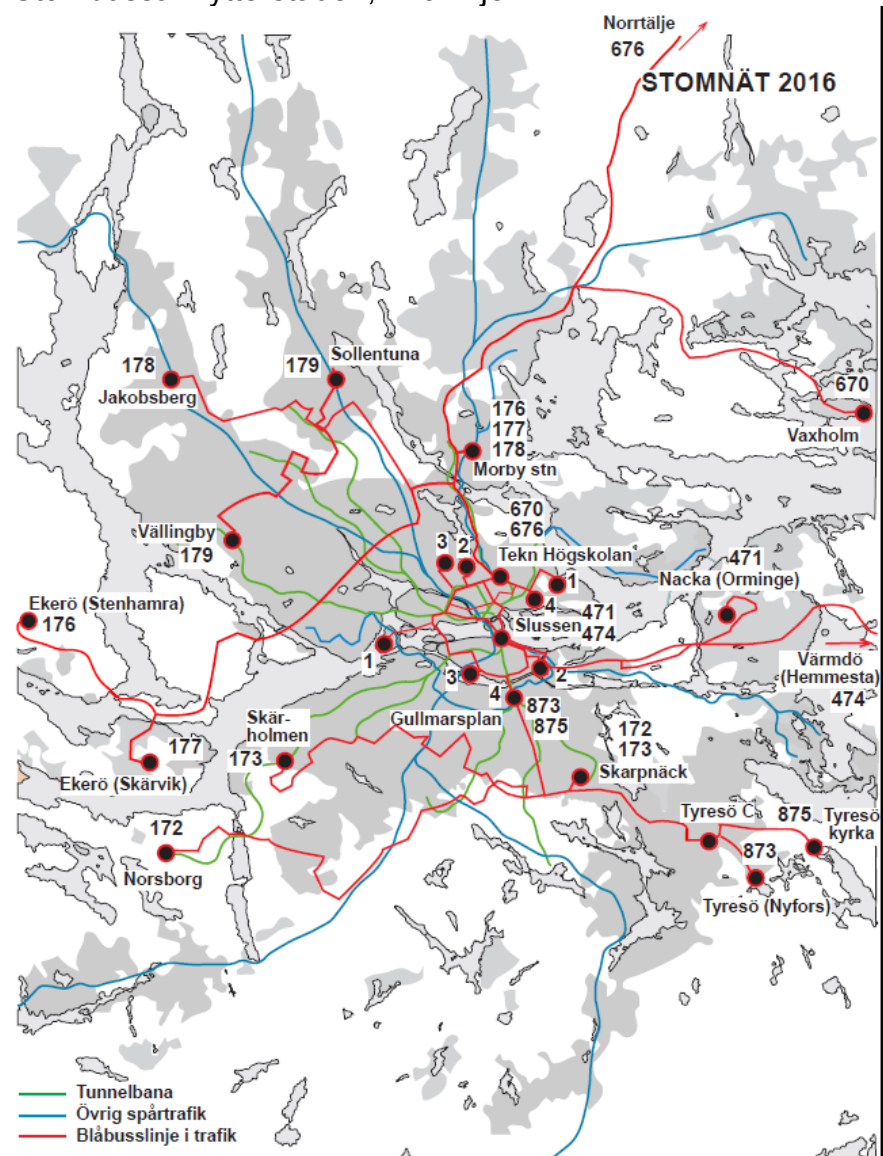 Norrtälje
676
STOMNÄT 2016
178
Jakobsberg
179
Sollentuna
176
177
178
Morby stn
670
Vaxholm
670
676
Tekn Högskolan
3
2
1
4
Vällingby
179
471
Nacka (Orminge)
Ekerö (Stenhamra)
176
471
474
Slussen
1
3
2
4
Värmdö
(Hemmesta)
474
Gullmarsplan
873
875
Skär-
holmen
173
177
Ekerö (Skärvik)
172
173
Skarpnäck
172
Norsborg
Tyresö C
875
Tyresö
kyrka
873
Tyresö (Nyfors)
Tunnelbana
Övrig spårtrafik
Blåbusslinje i trafik